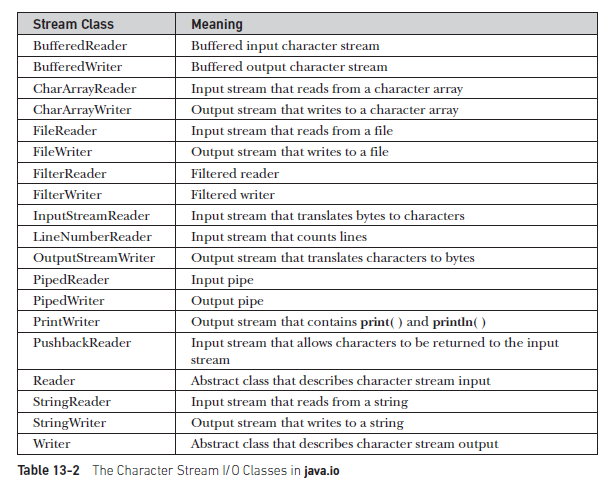 Stream Class Meaning
BufferedReader Buffered input character stream
BufferedWriter Buffered output character stream
CharArrayReader Input stream that reads from a character array
CharArrayWriter Output stream that writes to a character array
FileReader Input stream that reads from a file
FileWriter Output stream that writes to a file
FilterReader Filtered reader
FilterWriter Filtered writer
InputStreamReader Input stream that translates bytes to characters
LineNumberReader Input stream that counts lines
OutputStreamWriter Output stream that translates characters to bytes
PipedReader Input pipe
PipedWriter Output pipe
PrintWriter Output stream that contains print( ) and println( )
PushbackReader Input stream that allows characters to be returned to the input
stream
Reader Abstract class that describes character stream input
StringReader Input stream that reads from a string
StringWriter Output stream that writes to a string
Writer Abstract class that describes character stream output
Table 13-2 The Character Stream I/O Classes in java.io